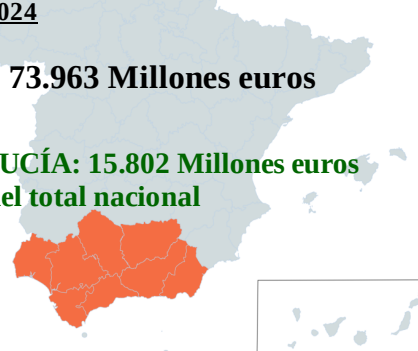 024
73.963 Millones euros
UCÍA: 15.802 Millones euros
el total nacional